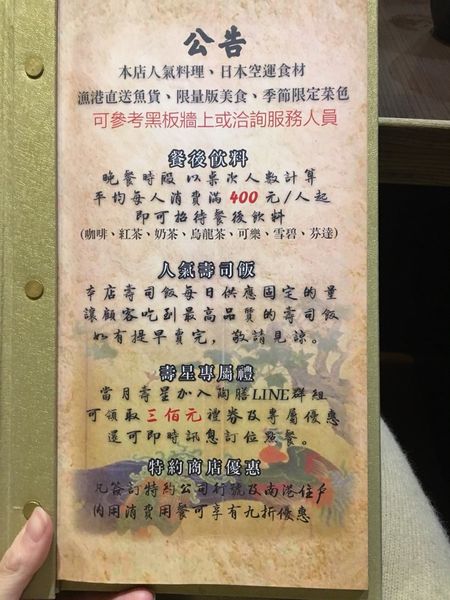 公告
本店人氣料理、日本空運食材
漁港直送魚貨、限量版美食、季節限定菜色
可參考黑板牆上或洽詢服務人員
餐後飲料
晚餐時段 以桌次人數計算
平均每人消費滿 400 元/人起
即可招待餐後飲料
(咖啡、紅茶、奶茶、烏龍茶、可樂、雪碧、芬達)
人氣壽司飯
本店壽司飯每日供應固定的量
讓顧客吃到最高品質的壽司飯
如有提早賣完，敬請見諒。
壽星專屬禮
當月壽星加入陶膳LINE群組
可領取三佰元禮券及專屬優惠
還可即時訊息訂位點餐。
特約商店優惠
凡簽訂特約公司行號及南港住戶
內用消費用餐可享有九折優惠